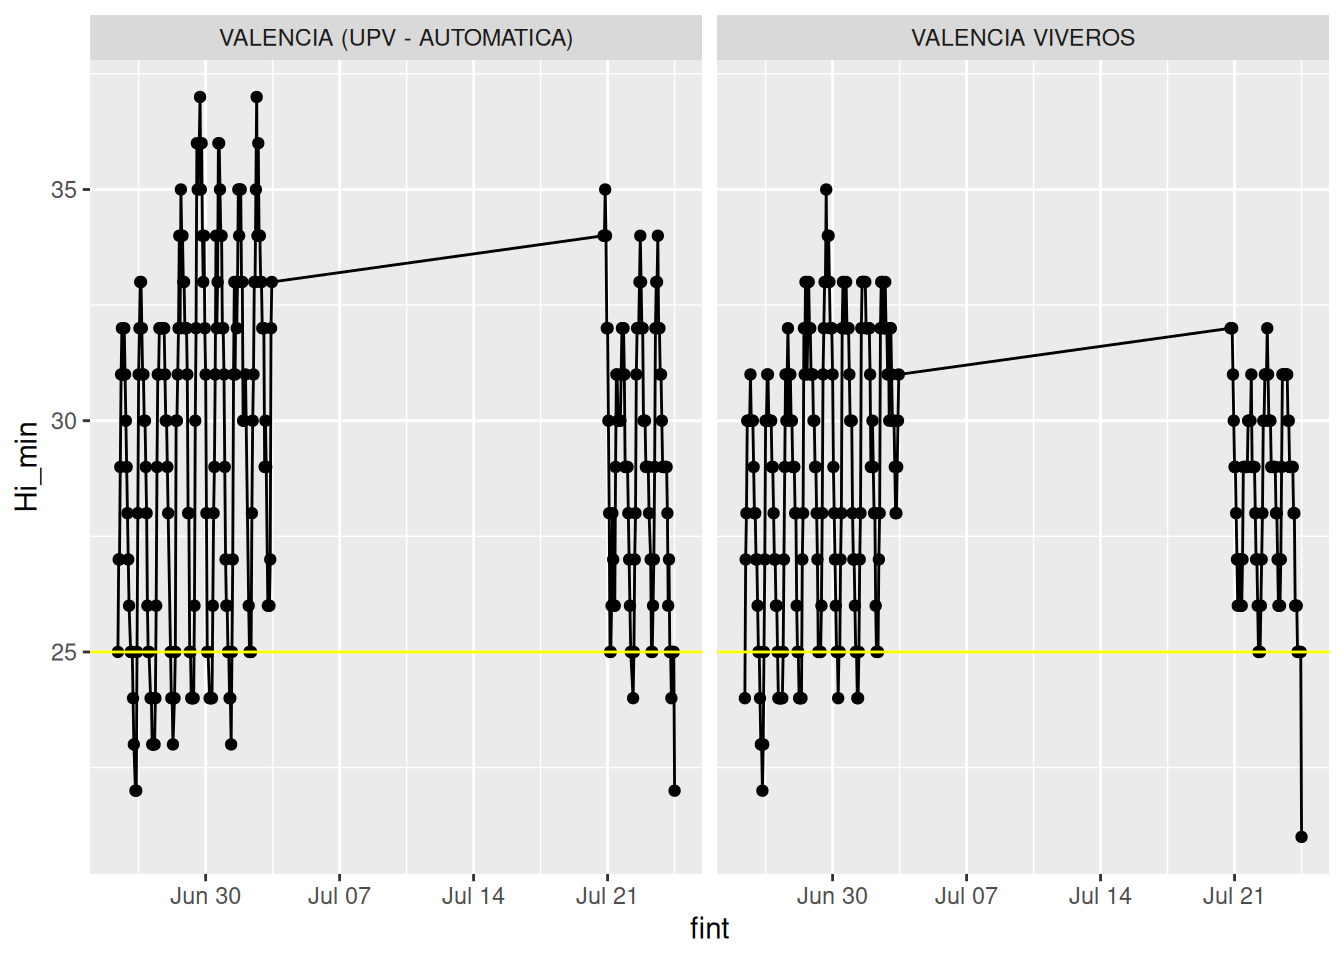 VALENCIA (UPV - AUTOMATICA)
VALENCIA VIVEROS
Hi_min
35
30
25
Jun 30
Jul 07
Jul 14
Jul 21
Jun 30
Jul 07
Jul 14
Jul 21
fint